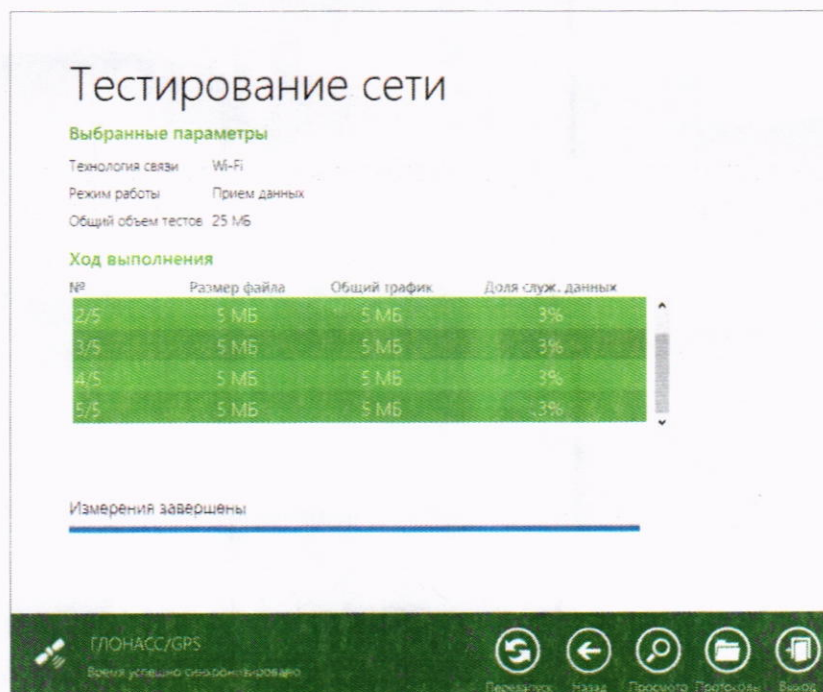 Тестирование сети
Выбранные параметры
Технология связи Wi-Fi
Режим работы Прием данных
Общий объем тестов 25 МБ
Ход выполнения
№ Размер файла Общий трафик Доля служ. данных
2/5 5 МБ 5 МБ 3%
3/5 5 МБ 5 МБ 3%
4/5 5 МБ 5 МБ 3%
5/5 5 МБ 5 МБ 3%
Измерения завершены
ГЛОНАСС/GPS
Время успешно синхронизировано
Перезапуск Назад Просмотр Протоколы Выход